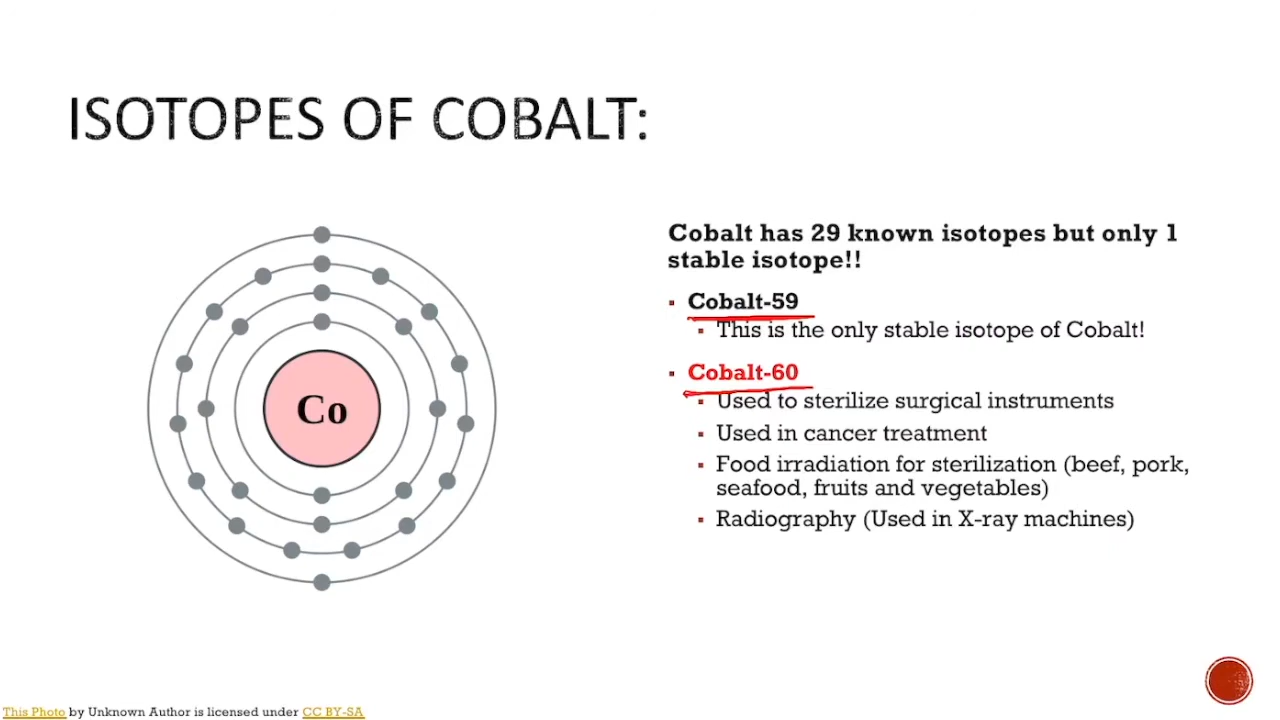 ISOTOPES OF COBALT:
Co
Cobalt has 29 known isotopes but only 1
stable isotope!!
▪ Cobalt-59
▪ This is the only stable isotope of Cobalt!
▪ Cobalt-60
▪ Used to sterilize surgical instruments
▪ Used in cancer treatment
▪ Food irradiation for sterilization (beef, pork,
seafood, fruits and vegetables)
▪ Radiography (Used in X-ray machines)
This Photo by Unknown Author is licensed under CC BY-SA